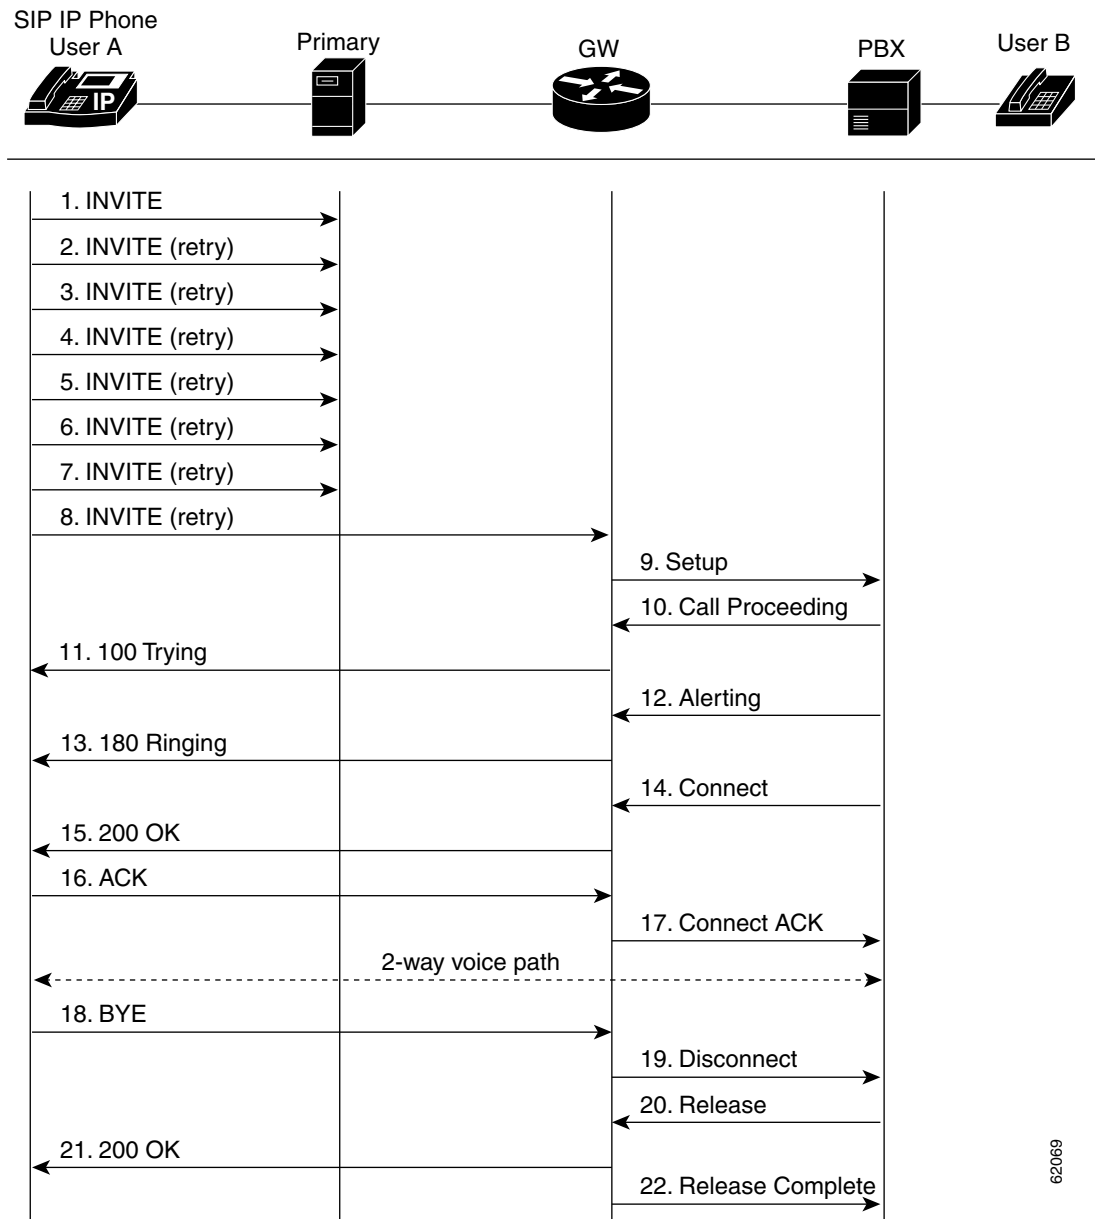 SIP IP Phone
User A
Primary
GW
PBX
User B
IP
1. INVITE
2. INVITE (retry)
3. INVITE (retry)
4. INVITE (retry)
5. INVITE (retry)
6. INVITE (retry)
7. INVITE (retry)
8. INVITE (retry)
9. Setup
10. Call Proceeding
11. 100 Trying
12. Alerting
13. 180 Ringing
14. Connect
15. 200 OK
16. ACK
17. Connect ACK
2-way voice path
18. BYE
19. Disconnect
20. Release
21. 200 OK
22. Release Complete
62069